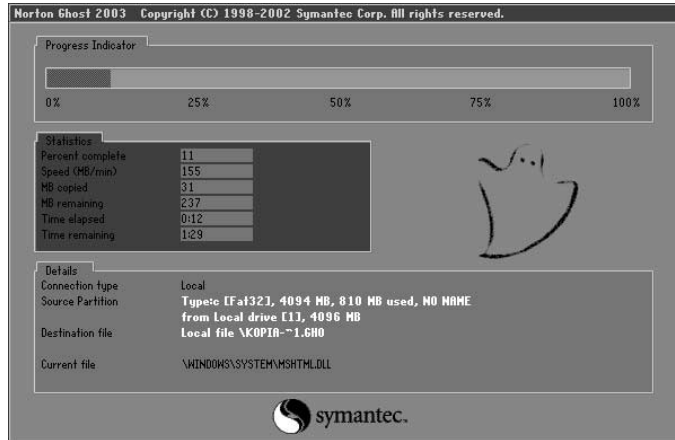 Norton Ghost 2003 Copyright (C) 1998-2002 Symantec Corp. All rights reserved.
Progress Indicator
0% 25% 50% 75% 100%
Statistics
Percent complete 11
Speed (MB/min) 155
MB copied 31
MB remaining 237
Time elapsed 0:12
Time remaining 1:29
Details
Connection type Local
Source Partition Type:c [Fat32], 4094 MB, 810 MB used, NO NAME
from Local drive [1], 4096 MB
Destination file Local file \KOPIA-~1.GHO
Current file \WINDOWS\SYSTEM\MSHTML.DLL
symantec.